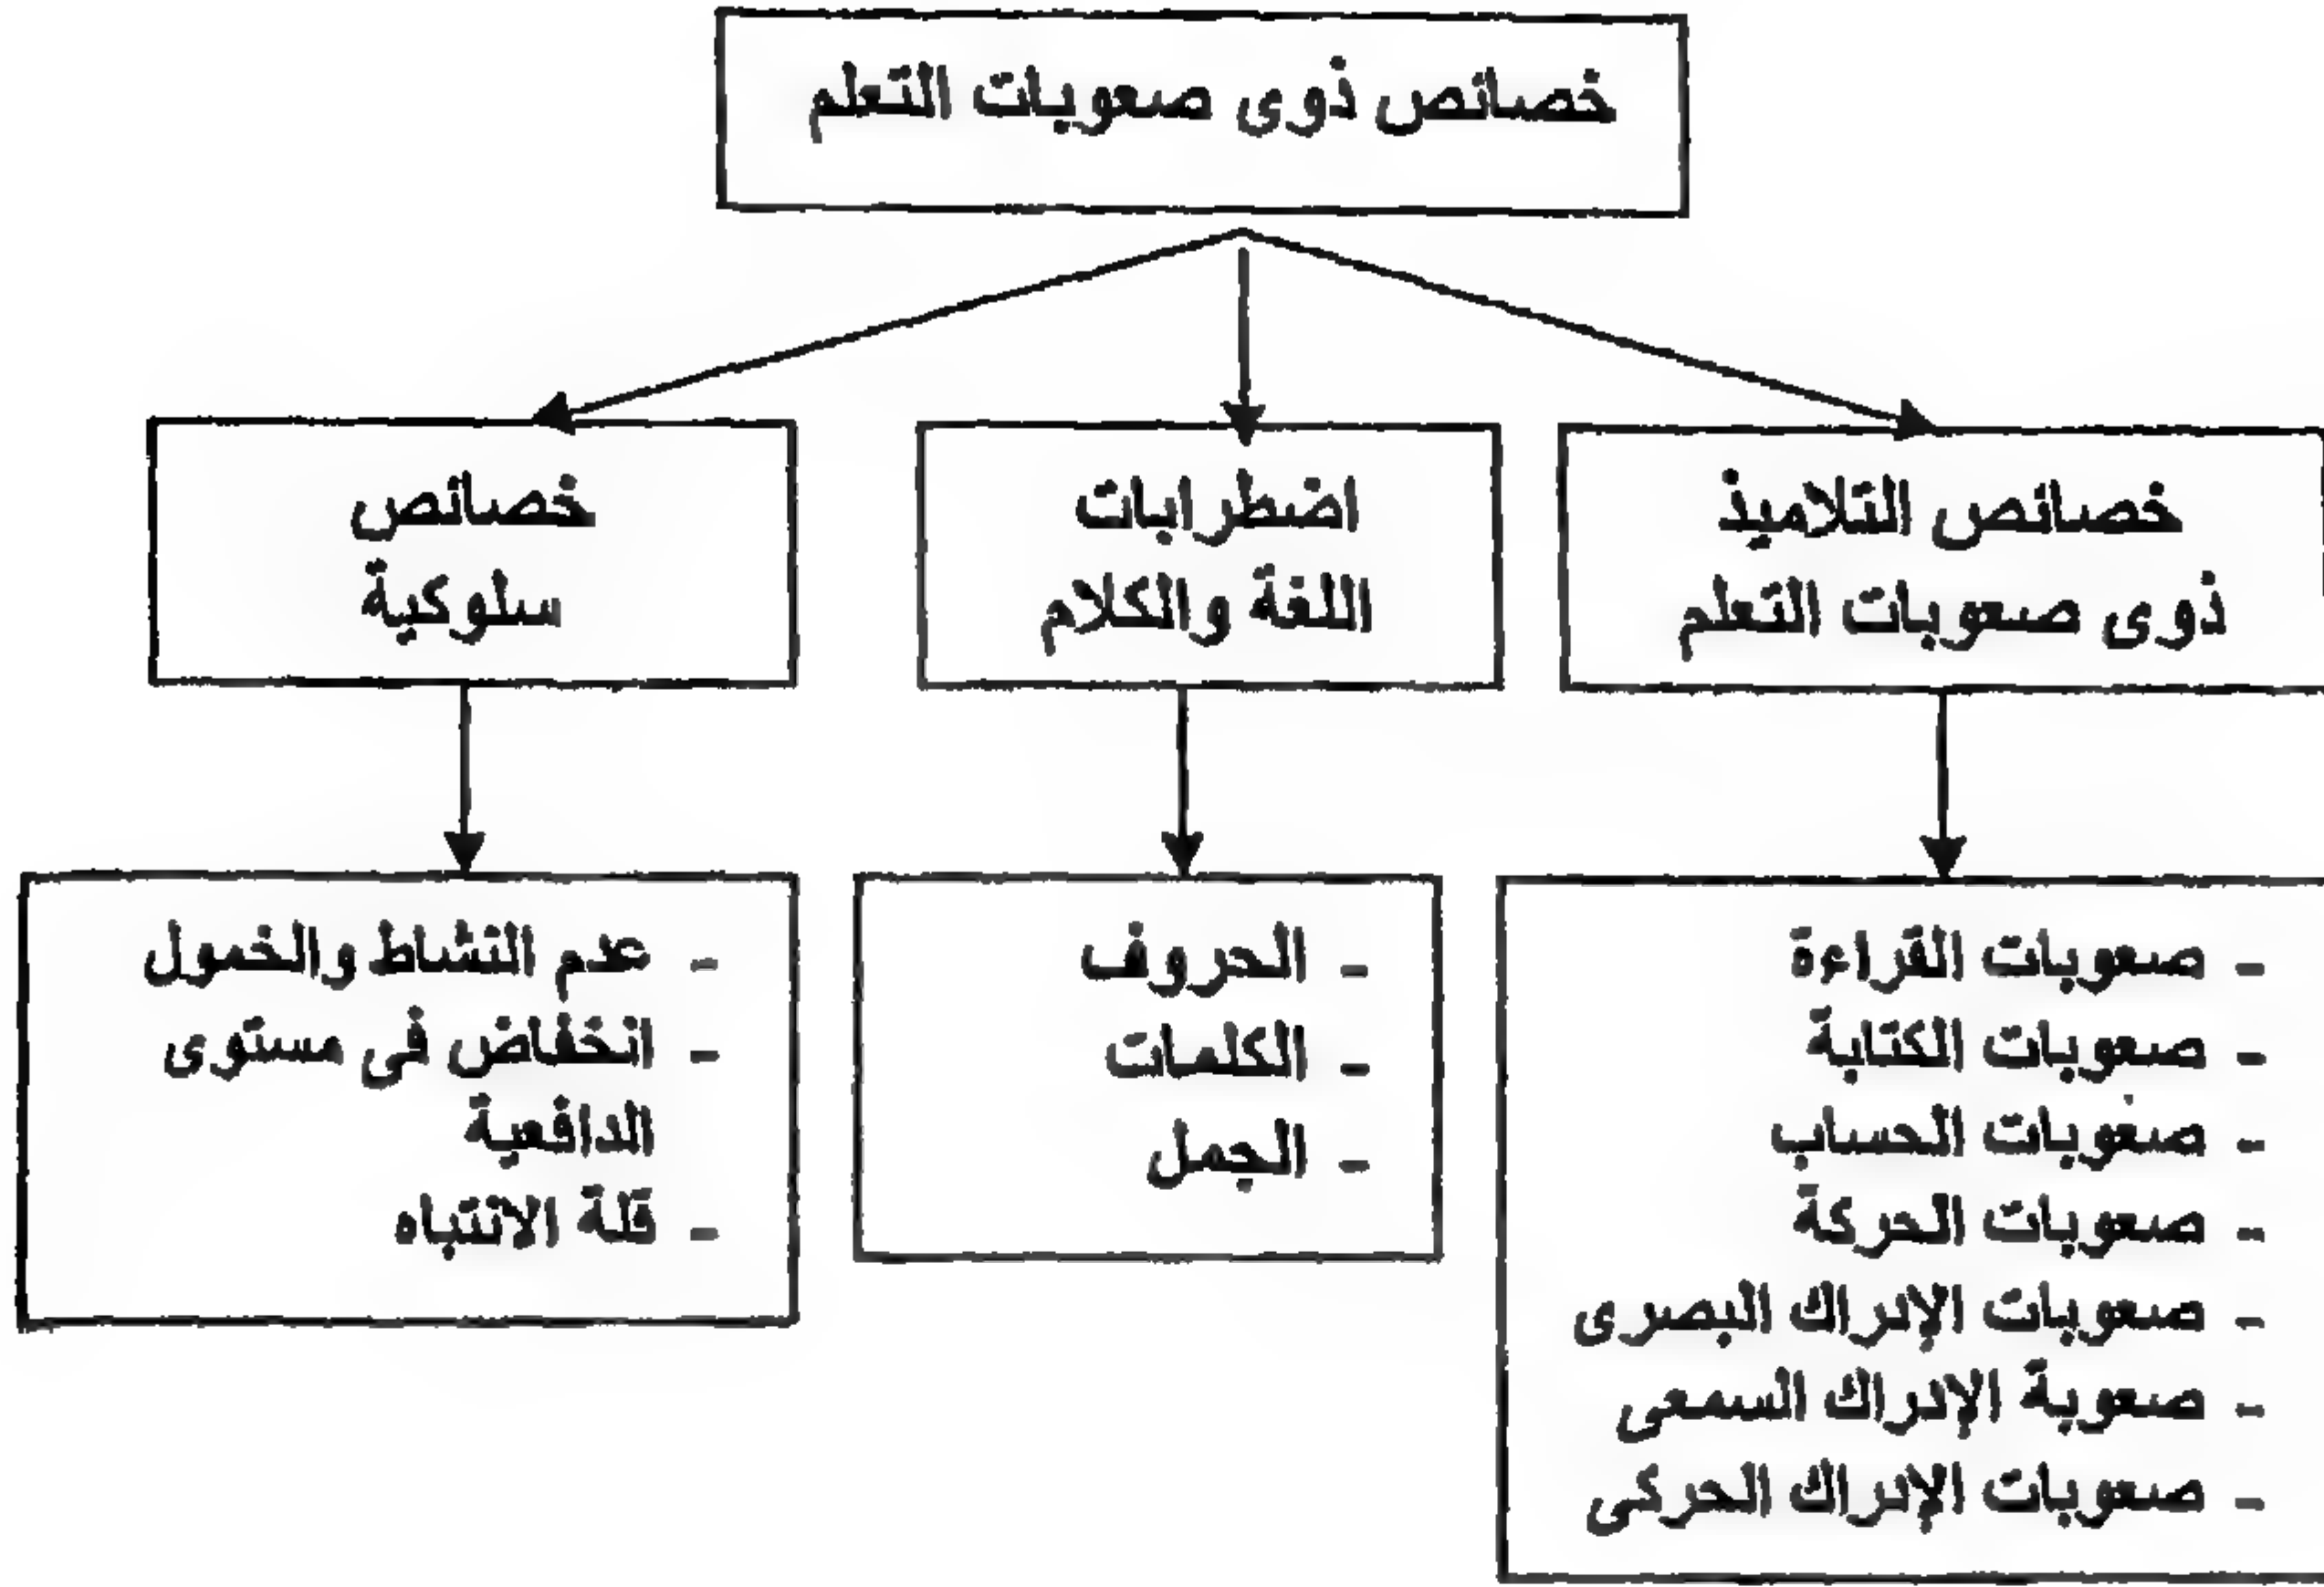 خصائص ذوى صعوبات التعلم
خصائص التلاميذ
ذوى صعوبات التعلم
اضطرابات
اللغة والكلام
خصائص
سلوكية
- صعوبات القراءة
- صعوبات الكتابة
- صعوبات الحساب
- صعوبات الحركة
- صعوبات الإدراك البصرى
- صعوبة الإدراك السمعى
- صعوبات الإدراك الحركى
- الحروف
- الكلمات
- الجمل
- عدم النشاط والخمول
- انخفاض فى مستوى
الدافعية
- قلة الانتباه